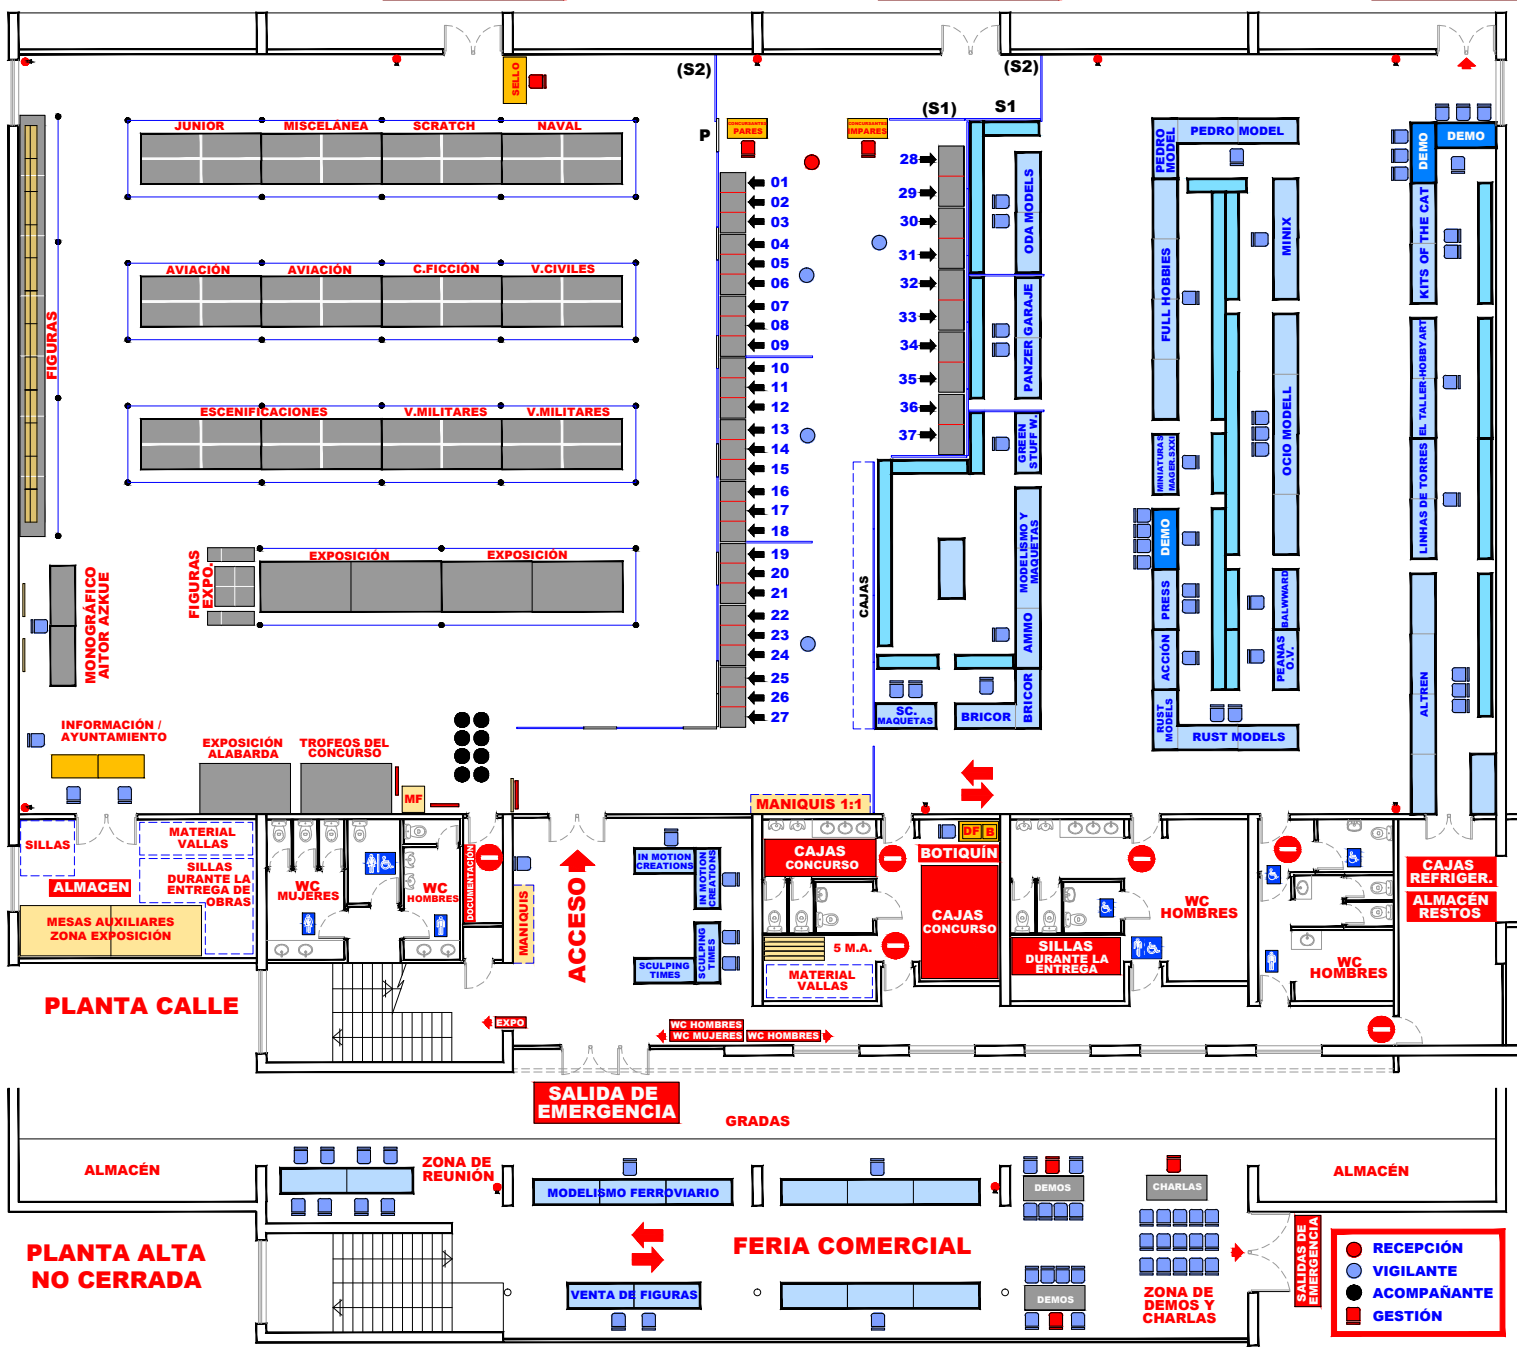 (S2)
(S2)
SELLO
(S1)
S1
P
CONCURSANTES
PARES
CONCURSANTES
IMPARES
JUNIOR
MISCELÁNEA
SCRATCH
NAVAL
AVIACIÓN
AVIACIÓN
C.FICCIÓN
V.CIVILES
ESCENIFICACIONES
V.MILITARES
V.MILITARES
EXPOSICIÓN
EXPOSICIÓN
FIGURAS
FIGURAS
EXPO.
MONOGRÁFICO
AITOR AZKUE
01
02
03
04
05
06
07
08
09
10
11
12
13
14
15
16
17
18
19
20
21
22
23
24
25
26
27
28
29
30
31
32
33
34
35
36
37
CAJAS
ODA MODELS
PANZER GARAJE
GREEN
STUFF W.
MODELISMO Y
MAQUETAS
AMMO
BRICOR
BRICOR
SC.
MAQUETAS
PEDRO
MODEL
PEDRO MODEL
FULL HOBBIES
MINIX
OCIO MODELL
MINIATURAS
MAGER.SXXI
DEMO
PRESS
ACCIÓN
RUST
MODELS
RUST MODELS
BALWWARD
PEANAS
O.V.
DEMO
DEMO
KITS OF THE CAT
EL TALLER-HOBBYART
LINHAS DE TORRES
ALTREN
INFORMACIÓN /
AYUNTAMIENTO
EXPOSICIÓN
ALABARDA
TROFEOS DEL
CONCURSO
MF
MANIQUIS 1:1
SILLAS
MATERIAL
VALLAS
SILLAS
DURANTE LA
ENTREGA DE
OBRAS
ALMACEN
MESAS AUXILIARES
ZONA EXPOSICIÓN
WC
MUJERES
WC
HOMBRES
DOCUMENTACIÓN
MANIQUIS
ACCESO
IN MOTION
CREATIONS
IN MOTION
CREATIONS
SCULPING
TIMES
SCULPING
TIMES
CAJAS
CONCURSO
DF
B
BOTIQUÍN
CAJAS
CONCURSO
5 M.A.
MATERIAL
VALLAS
SILLAS
DURANTE LA
ENTREGA
WC
HOMBRES
WC
HOMBRES
CAJAS
REFRIGER.
ALMACÉN
RESTOS
PLANTA CALLE
EXPO
WC HOMBRES
WC MUJERES
WC HOMBRES
SALIDA DE
EMERGENCIA
GRADAS
ALMACÉN
ZONA DE
REUNIÓN
MODELISMO FERROVIARIO
DEMOS
CHARLAS
ALMACÉN
PLANTA ALTA
NO CERRADA
FERIA COMERCIAL
VENTA DE FIGURAS
DEMOS
ZONA DE
DEMOS Y
CHARLAS
SALIDAS DE
EMERGENCIA
RECEPCIÓN
VIGILANTE
ACOMPAÑANTE
GESTIÓN